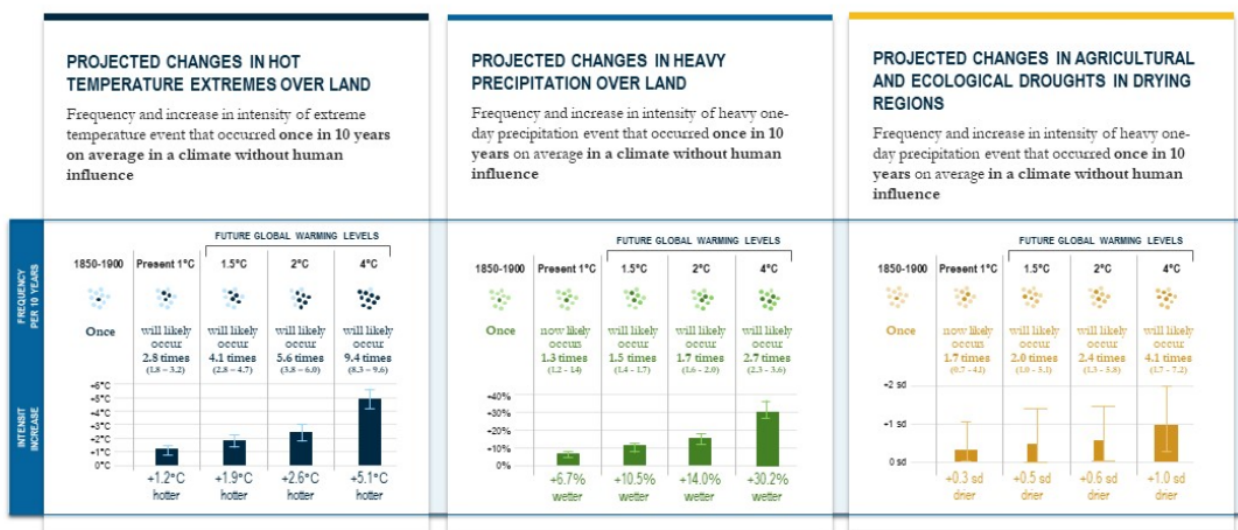 PROJECTED CHANGES IN HOT
TEMPERATURE EXTREMES OVER LAND
Frequency and increase in intensity of extreme
temperature event that occurred once in 10 years
on average in a climate without human
influence
PROJECTED CHANGES IN HEAVY
PRECIPITATION OVER LAND
Frequency and increase in intensity of heavy one-
day precipitation event that occurred once in 10
years on average in a climate without human
influence
PROJECTED CHANGES IN AGRICULTURAL
AND ECOLOGICAL DROUGHTS IN DRYING
REGIONS
Frequency and increase in intensity of heavy one-
day precipitation event that occurred once in 10
years on average in a climate without human
influence
FREQUENCY
PER 10 YEARS
INTENSIT
INCREASE
FUTURE GLOBAL WARMING LEVELS
1850-1900 Present 1°C 1.5°C 2°C 4°C
Once will likely will likely will likely will likely
occur occur occur occur
2.8 times 4.1 times 5.6 times 9.4 times
(1.8 – 3.2) (2.8 – 4.7) (3.8 – 6.0) (8.3 – 9.6)
+6°C
+5°C
+4°C
+3°C
+2°C
+1°C
0°C
+1.2°C +1.9°C +2.6°C +5.1°C
hotter hotter hotter hotter
FUTURE GLOBAL WARMING LEVELS
1850-1900 Present 1°C 1.5°C 2°C 4°C
Once now likely will likely will likely will likely
occurs occur occur occur
1.3 times 1.5 times 1.7 times 2.7 times
(1.2 – 1.4) (1.4 – 1.7) (1.6 – 2.0) (2.3 – 3.6)
+40%
+30%
+20%
+10%
0%
+6.7% +10.5% +14.0% +30.2%
wetter wetter wetter wetter
FUTURE GLOBAL WARMING LEVELS
1850-1900 Present 1°C 1.5°C 2°C 4°C
Once now likely will likely will likely will likely
occurs occur occur occur
1.7 times 2.0 times 2.4 times 4.1 times
(0.7 – 4.1) (1.0 – 5.1) (1.3 – 5.8) (1.7 – 7.2)
+2 sd
+1 sd
0 sd
+0.3 sd +0.5 sd +0.6 sd +1.0 sd
drier drier drier drier